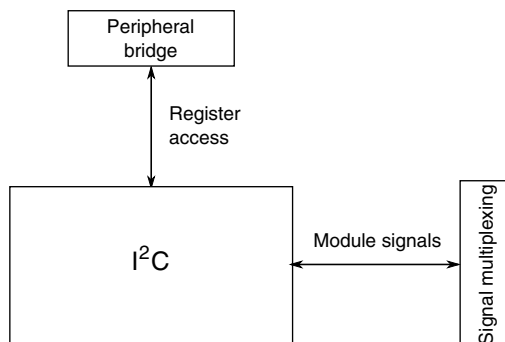 Peripheral
bridge
Register
access
I²C
Module signals
Signal multiplexing